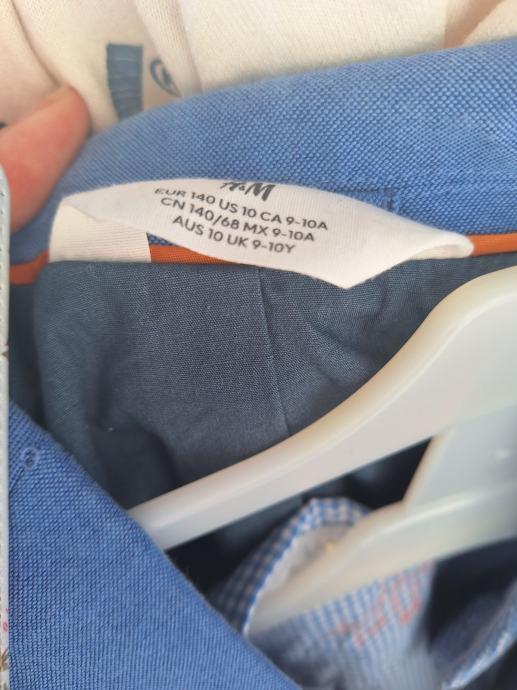 H&M
EUR 140 US 10 CA 9-10A
CN 140/68 MX 9-10A
AUS 10 UK 9-10Y